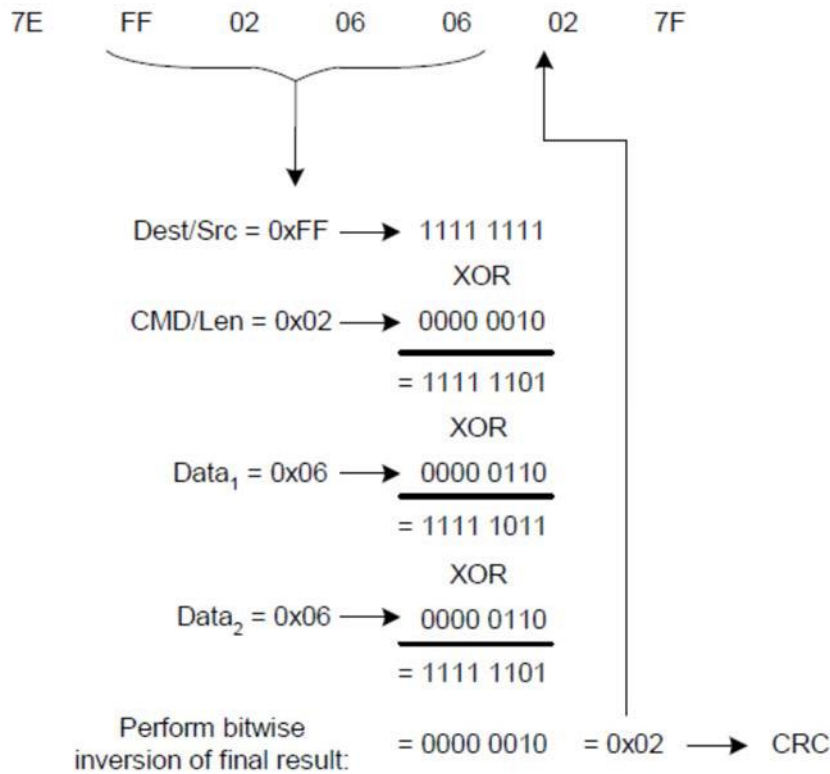 7E FF 02 06 06 02 7F
Dest/Src = 0xFF 1111 1111
XOR
CMD/Len = 0x02 0000 0010
= 1111 1101
XOR
Data₁ = 0x06 0000 0110
= 1111 1011
XOR
Data₂ = 0x06 0000 0110
= 1111 1101
Perform bitwise
inversion of final result: = 0000 0010 = 0x02 CRC